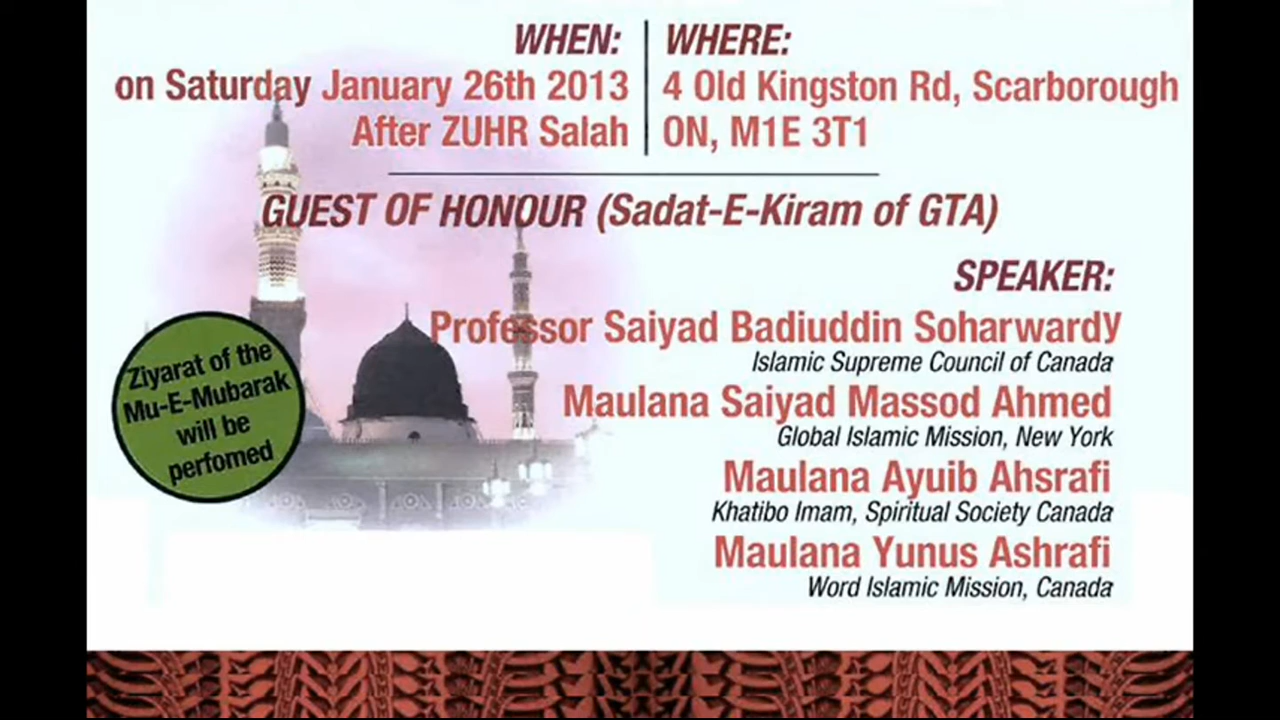 WHEN:
on Saturday January 26th 2013
After ZUHR Salah
WHERE:
4 Old Kingston Rd, Scarborough
ON, M1E 3T1
GUEST OF HONOUR (Sadat-E-Kiram of GTA)
SPEAKER:
Professor Saiyad Badiuddin Soharwardy
Islamic Supreme Council of Canada
Maulana Saiyad Massod Ahmed
Global Islamic Mission, New York
Maulana Ayuib Ahsrafi
Khatibo Imam, Spiritual Society Canada
Maulana Yunus Ashrafi
Word Islamic Mission, Canada
Ziyarat of the
Mu-E-Mubarak
will be
perfomed